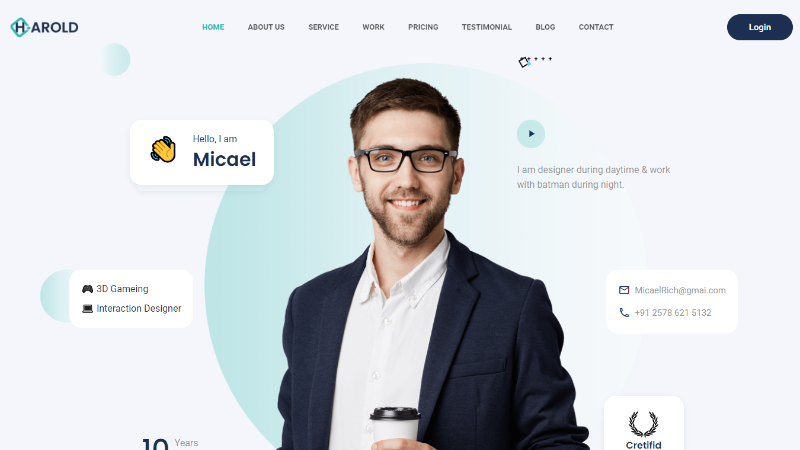 HAROLD
HOME ABOUT US SERVICE WORK PRICING TESTIMONIAL BLOG CONTACT
Login
Hello, I am
Micael
I am designer during daytime & work
with batman during night.
3D Gameing
Interaction Designer
MicaelRich@gmai.com
+91 2578 621 5132
10 Years
Cretifid